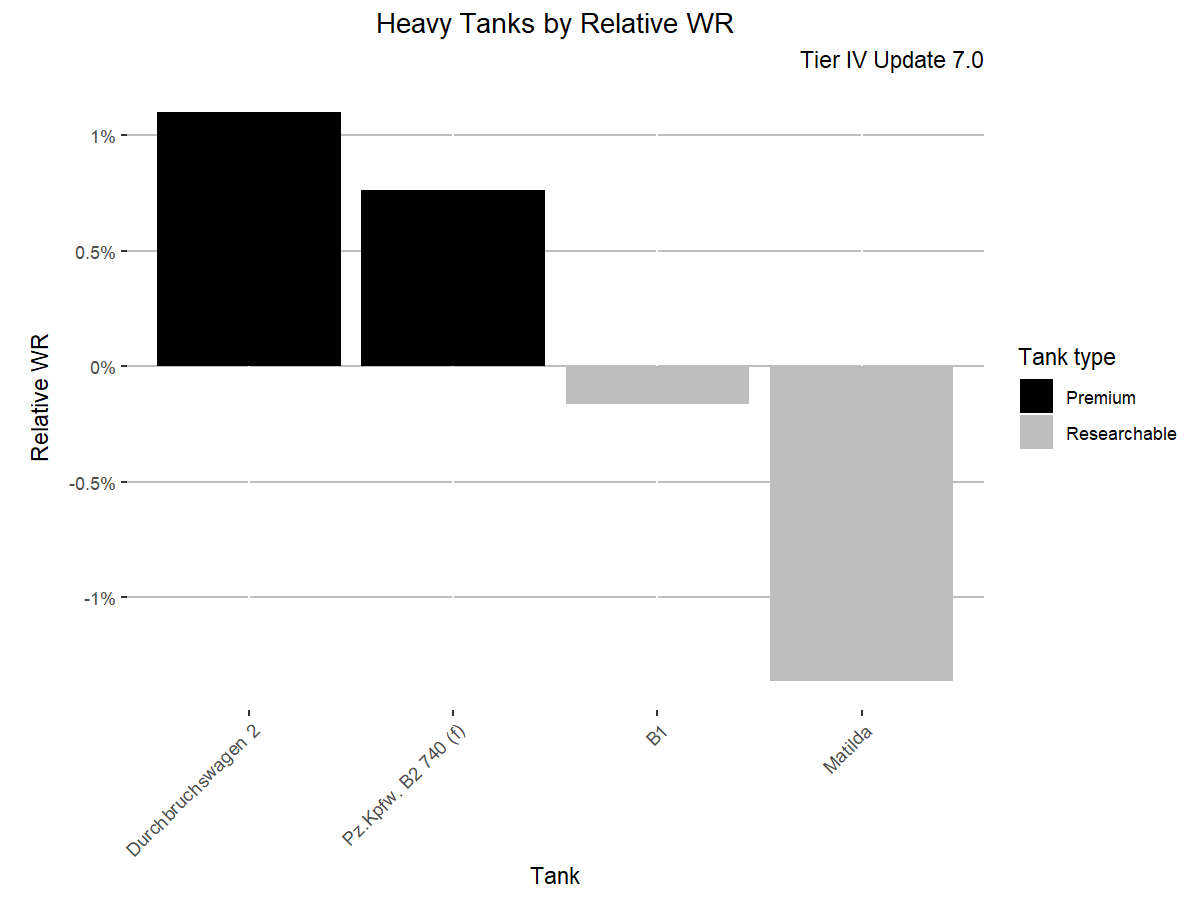 Heavy Tanks by Relative WR
Tier IV Update 7.0
1%
0.5%
0%
-0.5%
-1%
Relative WR
Durchbruchswagen 2
Pz.Kpfw. B2 740 (f)
B1
Matilda
Tank
Tank type
Premium
Researchable